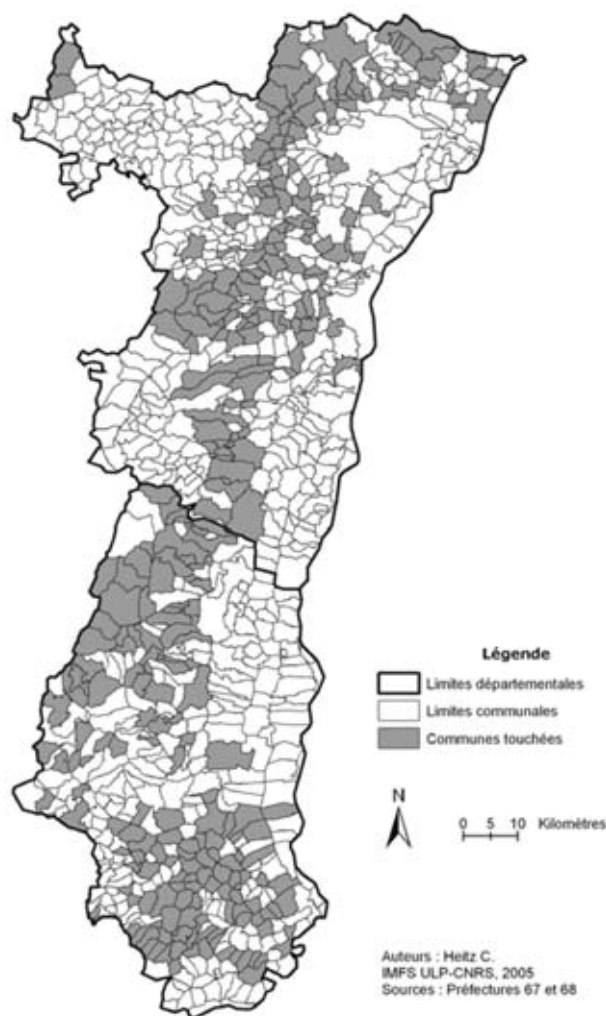 Légende
Limites départementales
Limites communales
Communes touchées
N
0 5 10 Kilomètres
Auteurs : Heitz C.
IMFS ULP-CNRS, 2005
Sources : Préfectures 67 et 68